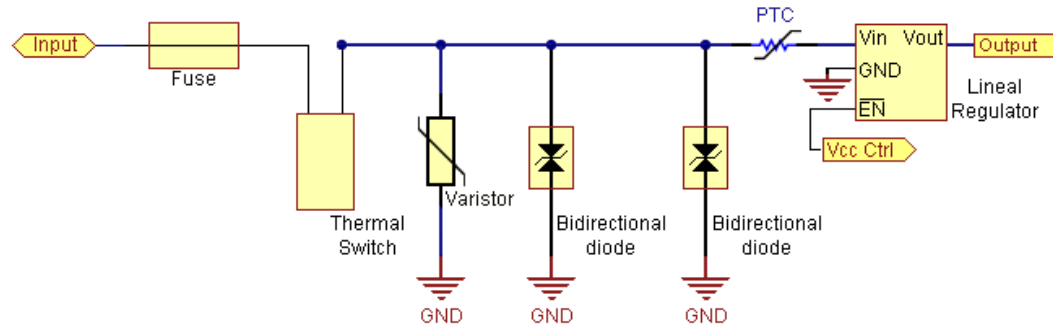 Input
Fuse
Thermal
Switch
Varistor
GND
Bidirectional
diode
GND
Bidirectional
diode
GND
PTC
Vin Vout
GND
EN
Output
Lineal
Regulator
Vcc Ctrl